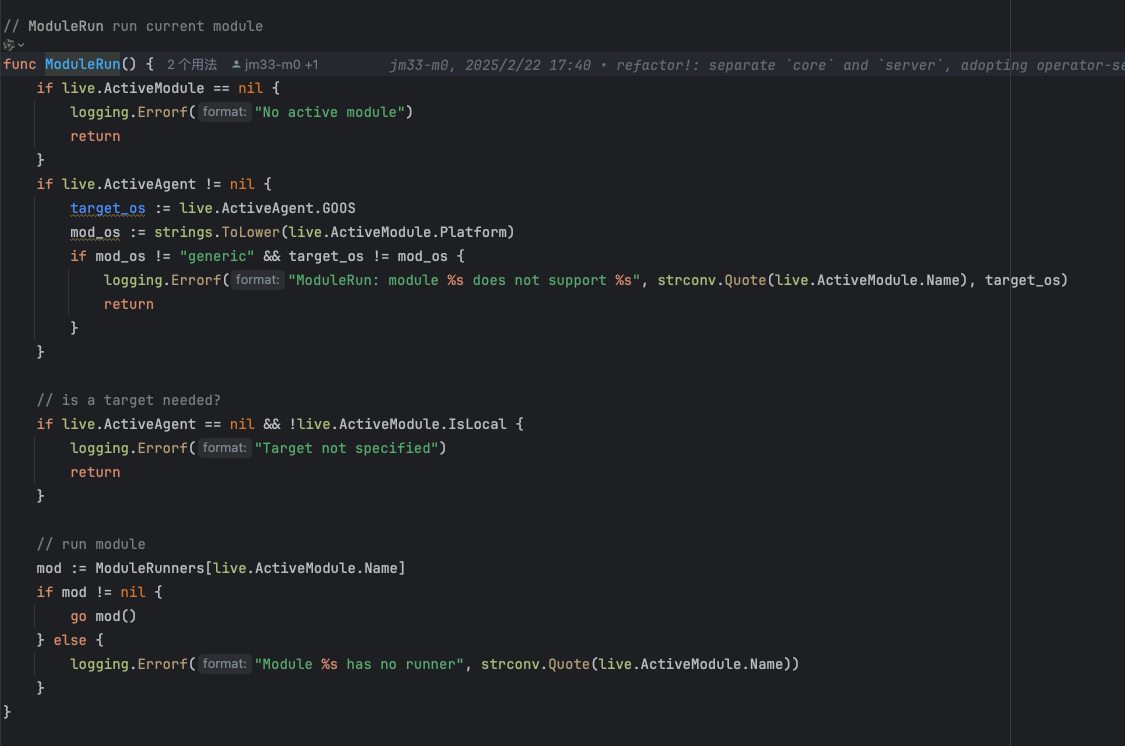 // ModuleRun run current module
func ModuleRun() { 2 个用法 jm33-m0 +1 jm33-m0, 2025/2/22 17:40 • refactor!: separate `core` and `server`, adopting operator-se
if live.ActiveModule == nil {
logging.Errorf( format: "No active module")
return
}
if live.ActiveAgent != nil {
target_os := live.ActiveAgent.GOOS
mod_os := strings.ToLower(live.ActiveModule.Platform)
if mod_os != "generic" && target_os != mod_os {
logging.Errorf( format: "ModuleRun: module %s does not support %s", strconv.Quote(live.ActiveModule.Name), target_os)
return
}
}
// is a target needed?
if live.ActiveAgent == nil && !live.ActiveModule.IsLocal {
logging.Errorf( format: "Target not specified")
return
}
// run module
mod := ModuleRunners[live.ActiveModule.Name]
if mod != nil {
go mod()
} else {
logging.Errorf( format: "Module %s has no runner", strconv.Quote(live.ActiveModule.Name))
}
}